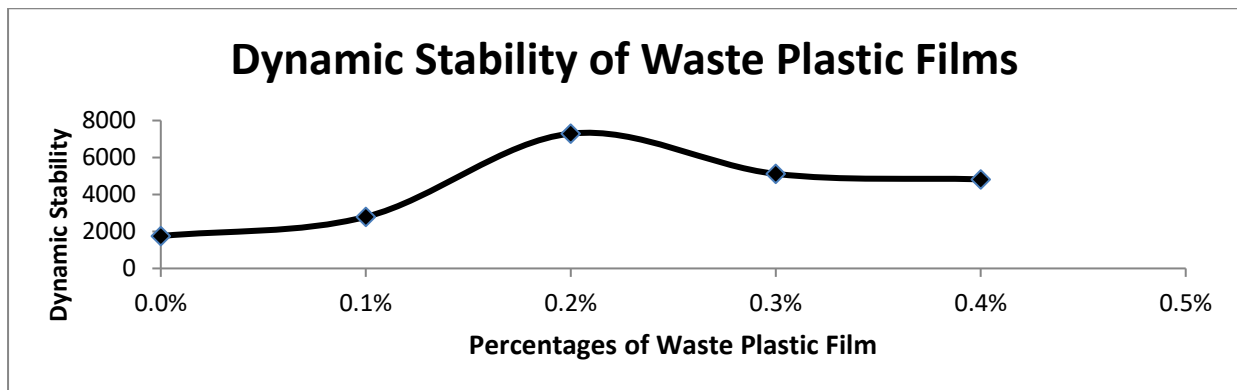 Dynamic Stability of Waste Plastic Films
Dynamic Stability
8000
6000
4000
2000
0
0.0% 0.1% 0.2% 0.3% 0.4% 0.5%
Percentages of Waste Plastic Film